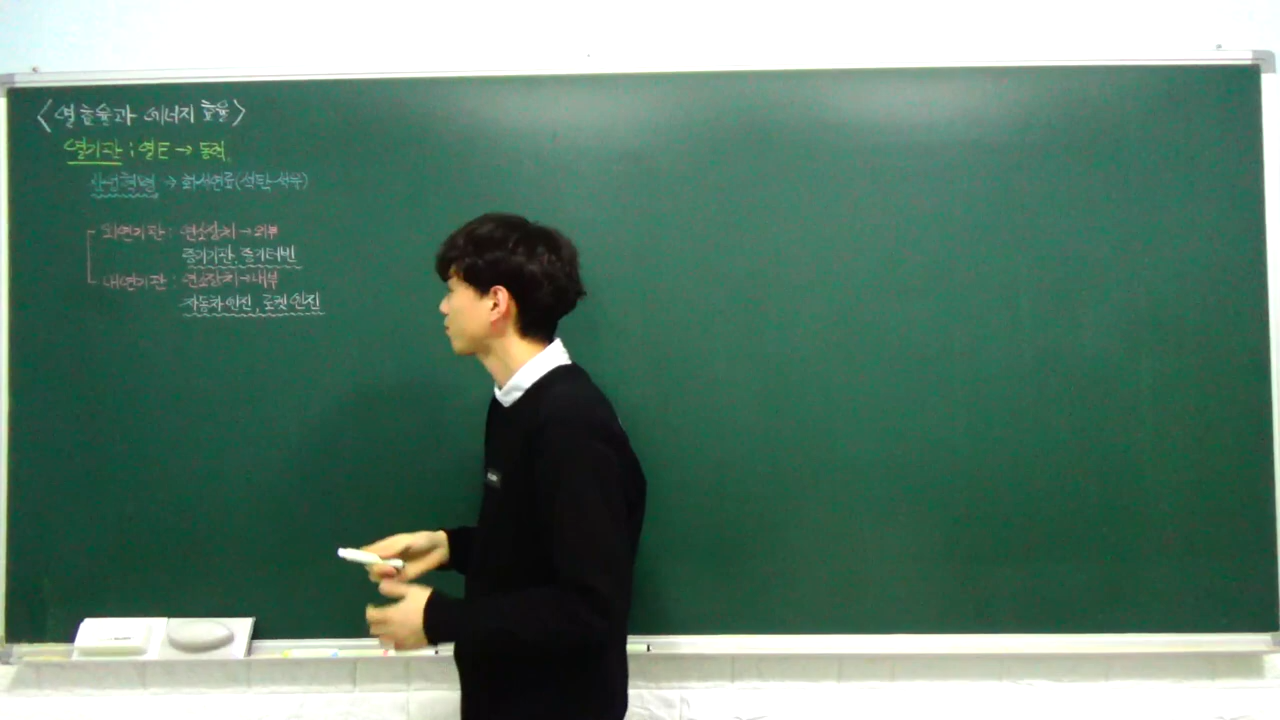 <열효율과 에너지 효율>
열기관 : 열E → 동력
산업혁명 → 화석연료(석탄·석유)
외연기관 : 연소장치→외부
증기기관, 증기터빈
내연기관 : 연소장치→내부
자동차 엔진, 로켓 엔진